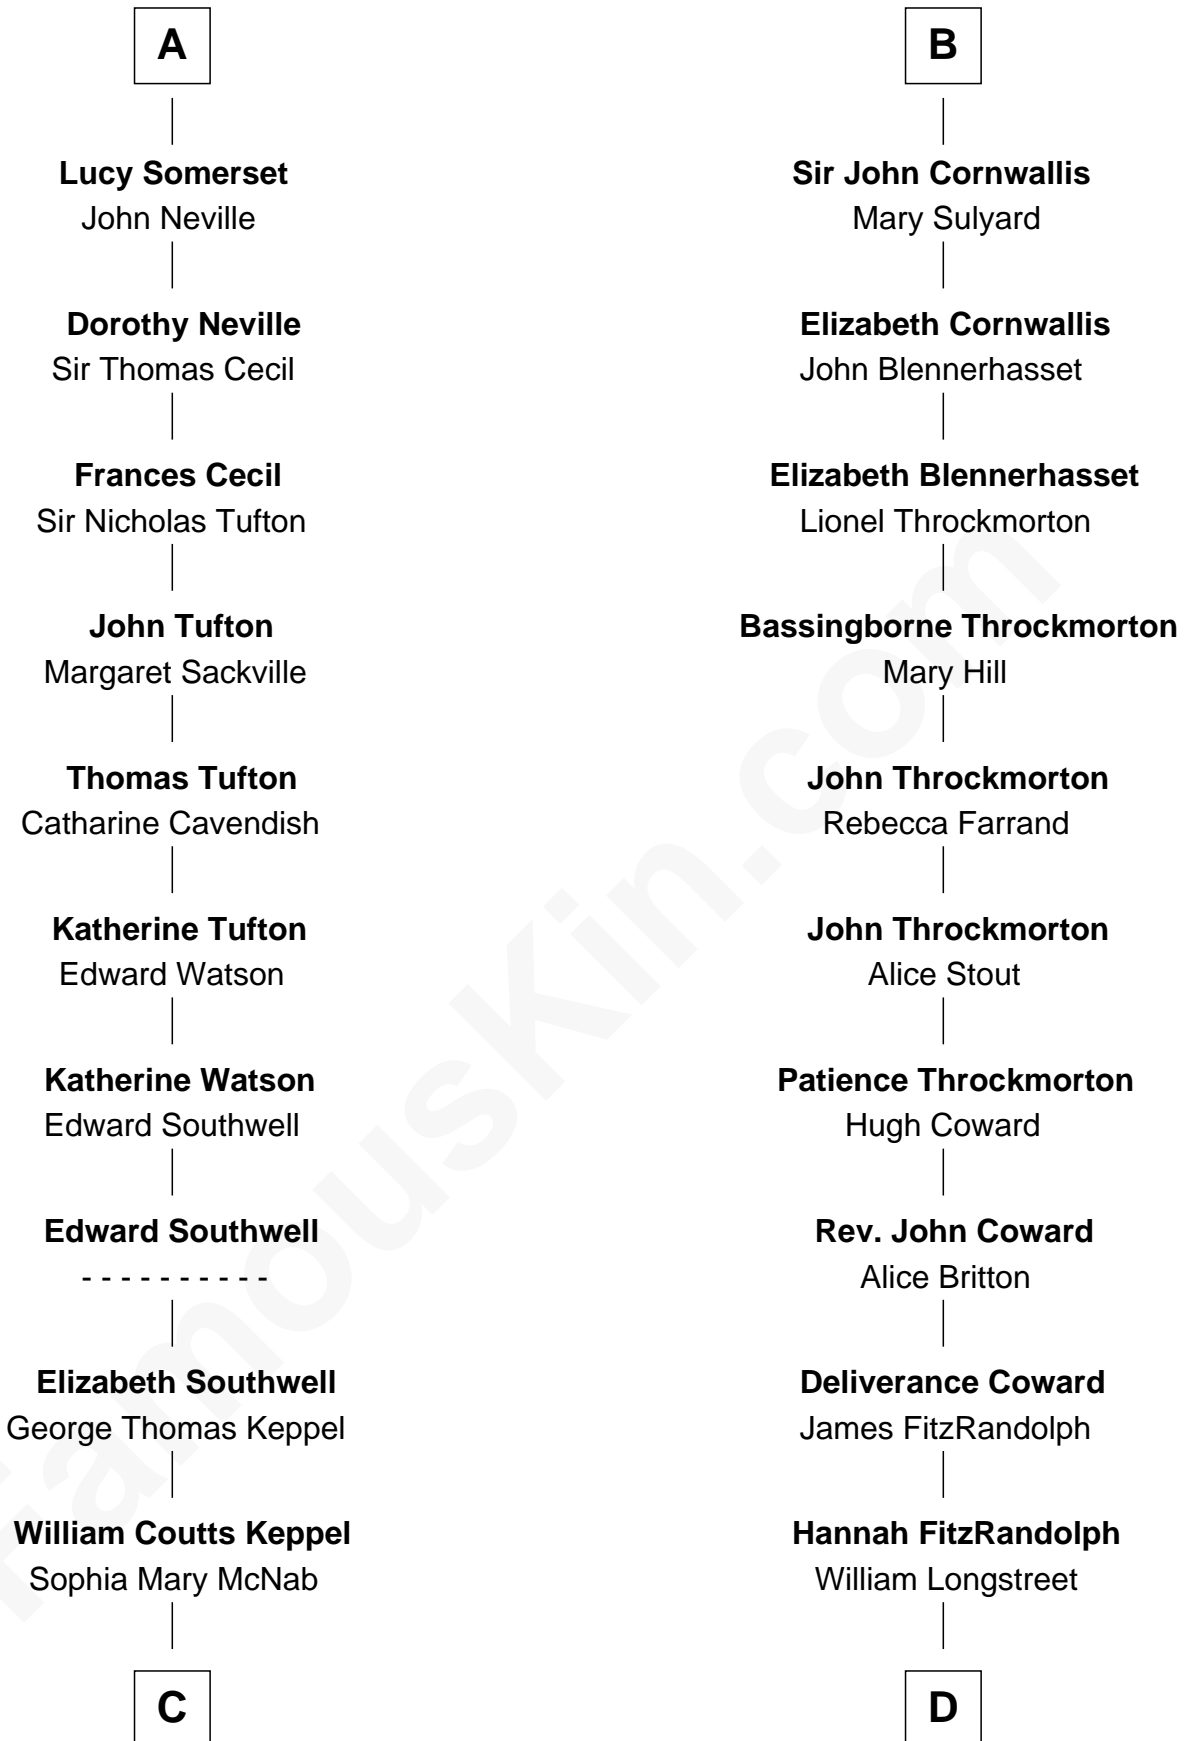 A
Lucy Somerset
John Neville
Dorothy Neville
Sir Thomas Cecil
Frances Cecil
Sir Nicholas Tufton
John Tufton
Margaret Sackville
Thomas Tufton
Catharine Cavendish
Katherine Tufton
Edward Watson
Katherine Watson
Edward Southwell
Edward Southwell
- - - - - - - - - -
Elizabeth Southwell
George Thomas Keppel
William Coutts Keppel
Sophia Mary McNab
C
B
Sir John Cornwallis
Mary Sulyard
Elizabeth Cornwallis
John Blennerhasset
Elizabeth Blennerhasset
Lionel Throckmorton
Bassingborne Throckmorton
Mary Hill
John Throckmorton
Rebecca Farrand
John Throckmorton
Alice Stout
Patience Throckmorton
Hugh Coward
Rev. John Coward
Alice Britton
Deliverance Coward
James FitzRandolph
Hannah FitzRandolph
William Longstreet
D
FamousKin.com